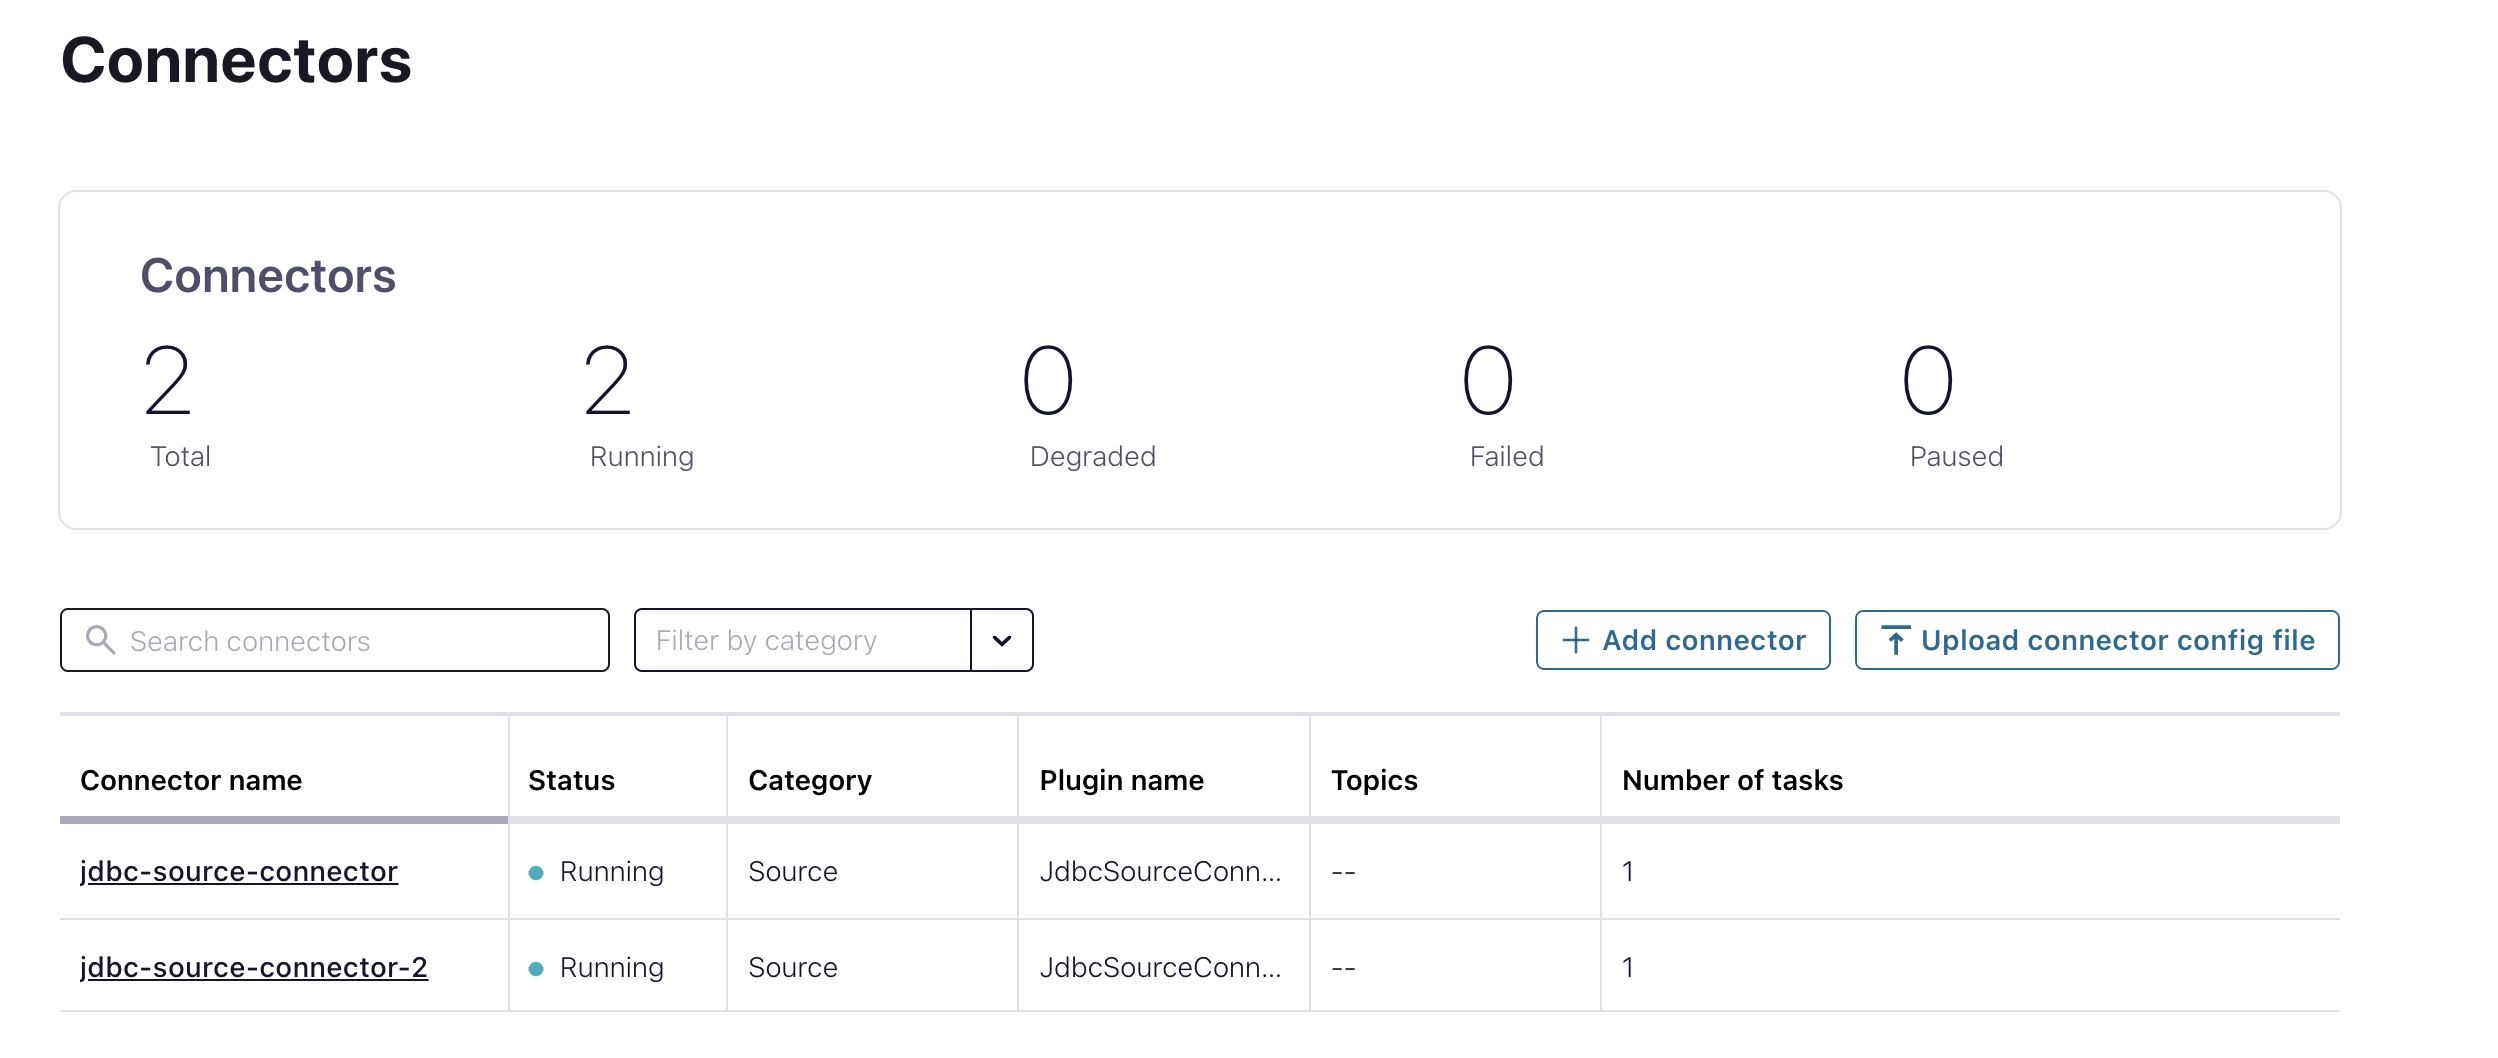 Connectors
Connectors
2 2 0 0 0
Total Running Degraded Failed Paused
Search connectors Filter by category Add connector Upload connector config file
Connector name Status Category Plugin name Topics Number of tasks
jdbc-source-connector Running Source JdbcSourceConn... -- 1
jdbc-source-connector-2 Running Source JdbcSourceConn... -- 1